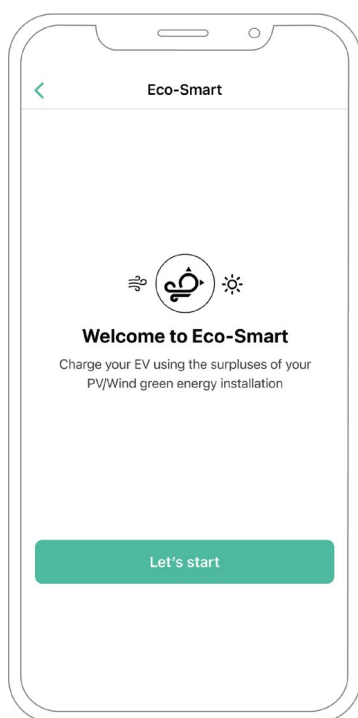 Eco-Smart
Welcome to Eco-Smart
Charge your EV using the surpluses of your
PV/Wind green energy installation
Let's start